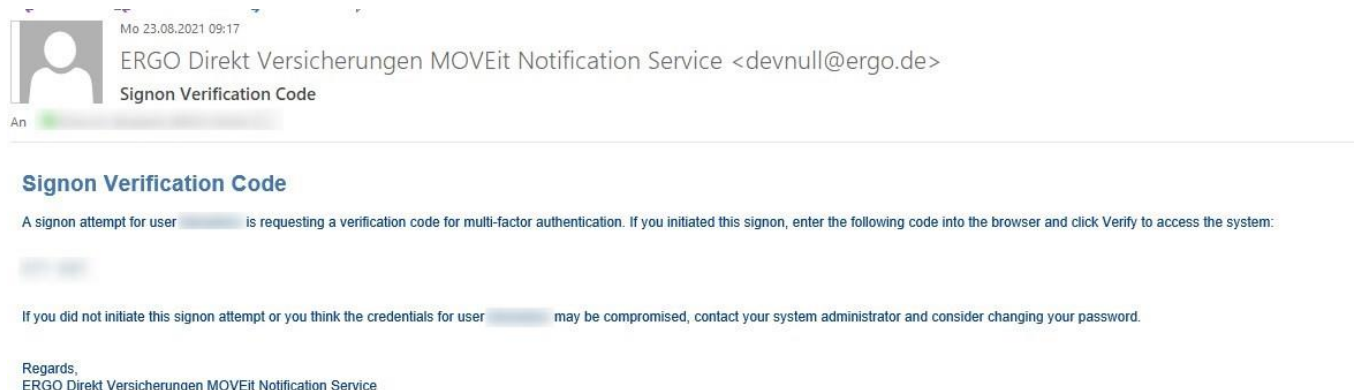 Mo 23.08.2021 09:17
ERGO Direkt Versicherungen MOVEit Notification Service <devnull@ergo.de>
Signon Verification Code
An
Signon Verification Code
A signon attempt for user is requesting a verification code for multi-factor authentication. If you initiated this signon, enter the following code into the browser and click Verify to access the system:
If you did not initiate this signon attempt or you think the credentials for user may be compromised, contact your system administrator and consider changing your password.
Regards,
ERGO Direkt Versicherungen MOVEit Notification Service